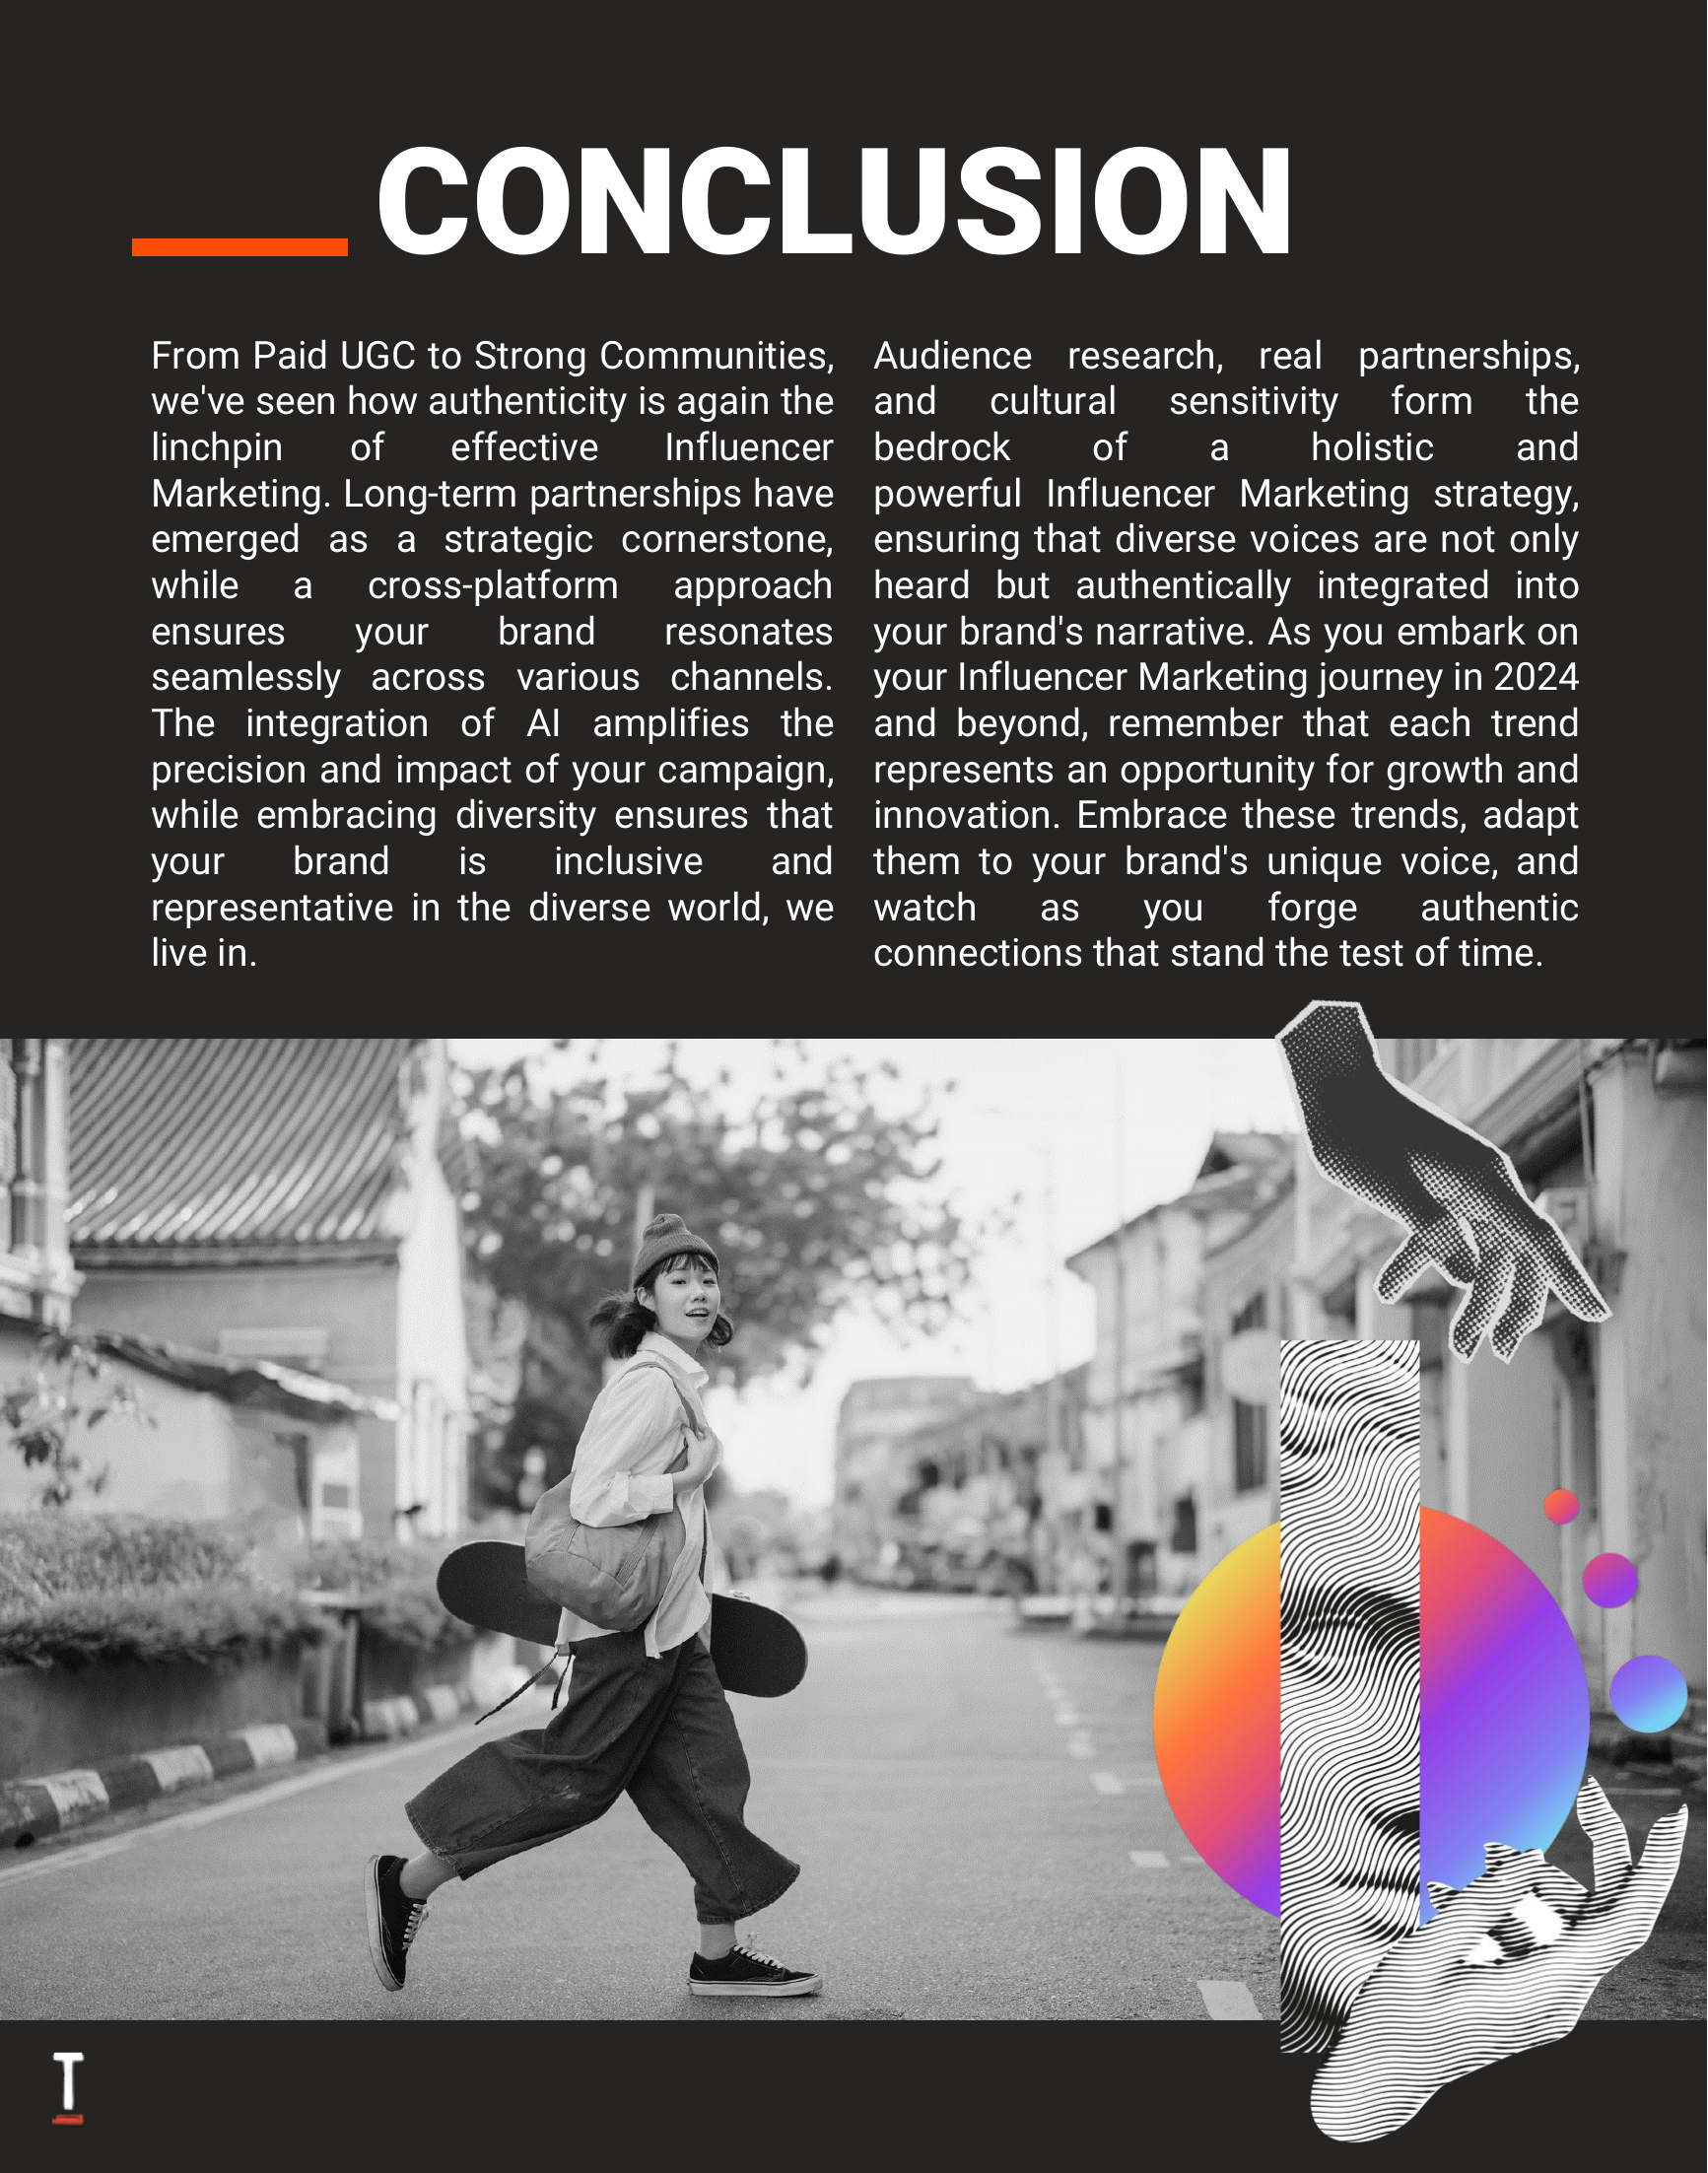 CONCLUSION
From Paid UGC to Strong Communities,
we've seen how authenticity is again the
linchpin of effective Influencer
Marketing. Long-term partnerships have
emerged as a strategic cornerstone,
while a cross-platform approach
ensures your brand resonates
seamlessly across various channels.
The integration of AI amplifies the
precision and impact of your campaign,
while embracing diversity ensures that
your brand is inclusive and
representative in the diverse world, we
live in.
Audience research, real partnerships,
and cultural sensitivity form the
bedrock of a holistic and
powerful Influencer Marketing strategy,
ensuring that diverse voices are not only
heard but authentically integrated into
your brand's narrative. As you embark on
your Influencer Marketing journey in 2024
and beyond, remember that each trend
represents an opportunity for growth and
innovation. Embrace these trends, adapt
them to your brand's unique voice, and
watch as you forge authentic
connections that stand the test of time.
T